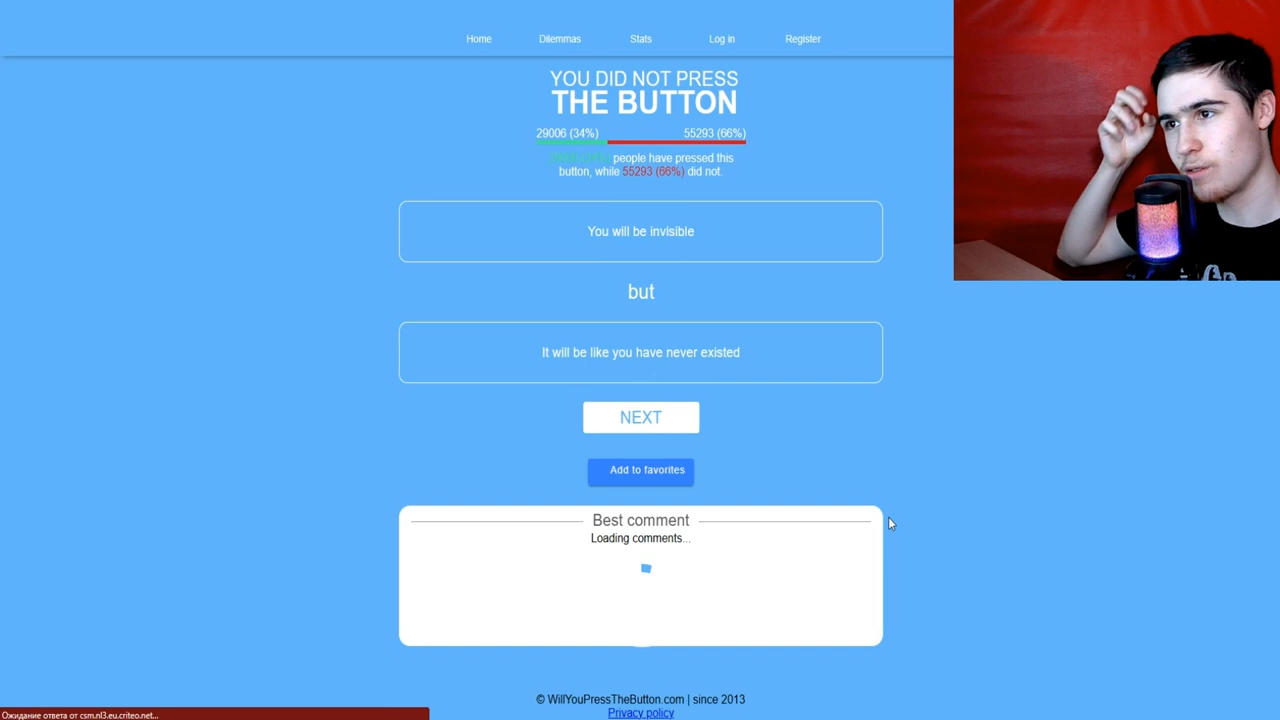 Home Dilemmas Stats Log in Register
YOU DID NOT PRESS
THE BUTTON
29006 (34%) 55293 (66%)
people have pressed this
button, while 55293 (66%) did not.
You will be invisible
but
It will be like you have never existed
NEXT
Add to favorites
Best comment
Loading comments...
© WillYouPressTheButton.com | since 2013
Privacy policy
Ожидание ответа от csm.nl3.eu.criteo.net...